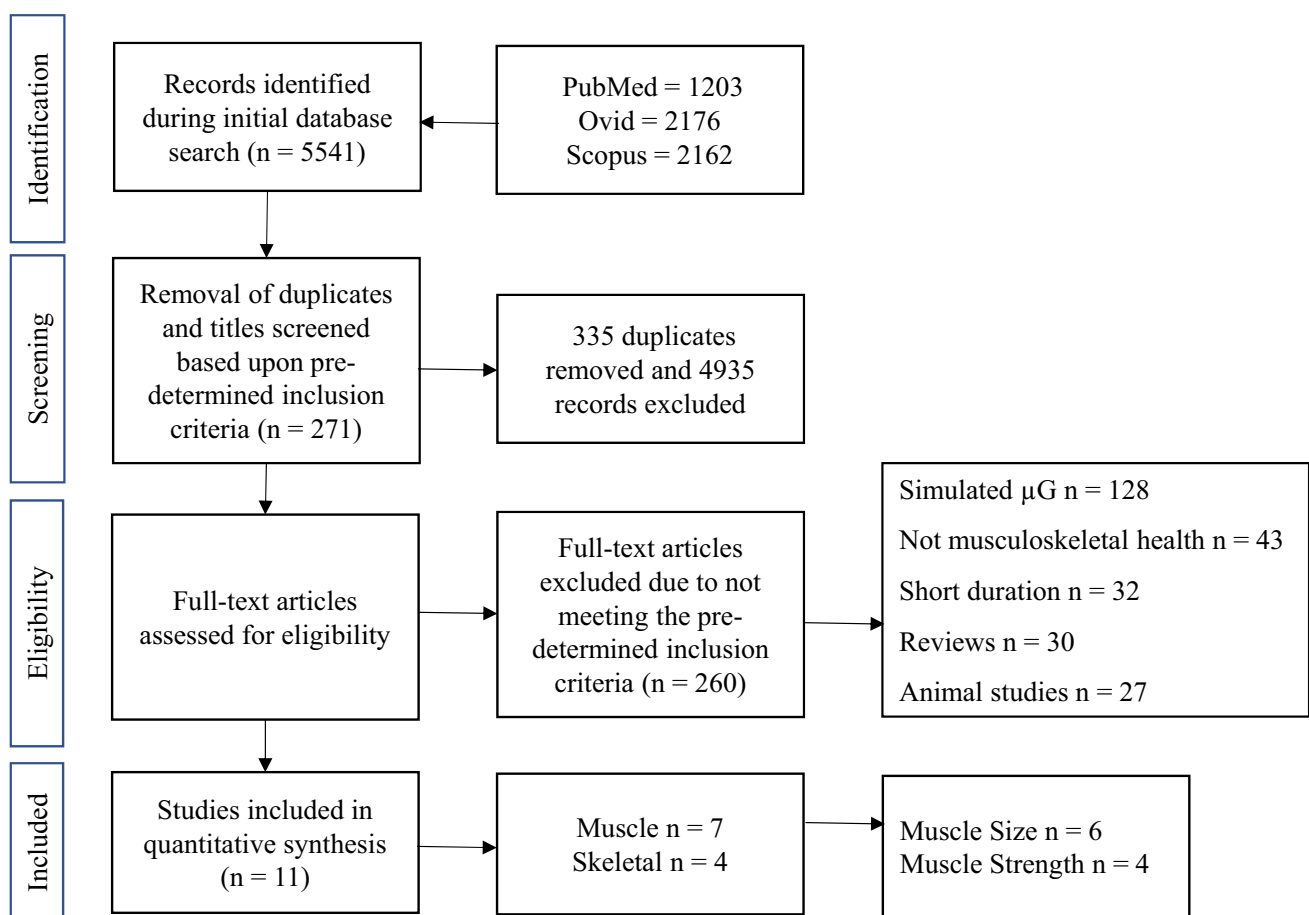 Identification
Records identified
during initial database
search (n = 5541)
PubMed = 1203
Ovid = 2176
Scopus = 2162
Screening
Removal of duplicates
and titles screened
based upon pre-
determined inclusion
criteria (n = 271)
335 duplicates
removed and 4935
records excluded
Eligibility
Full-text articles
assessed for eligibility
Full-text articles
excluded due to not
meeting the pre-
determined inclusion
criteria (n = 260)
Simulated µG n = 128
Not musculoskeletal health n = 43
Short duration n = 32
Reviews n = 30
Animal studies n = 27
Included
Studies included in
quantitative synthesis
(n = 11)
Muscle n = 7
Skeletal n = 4
Muscle Size n = 6
Muscle Strength n = 4